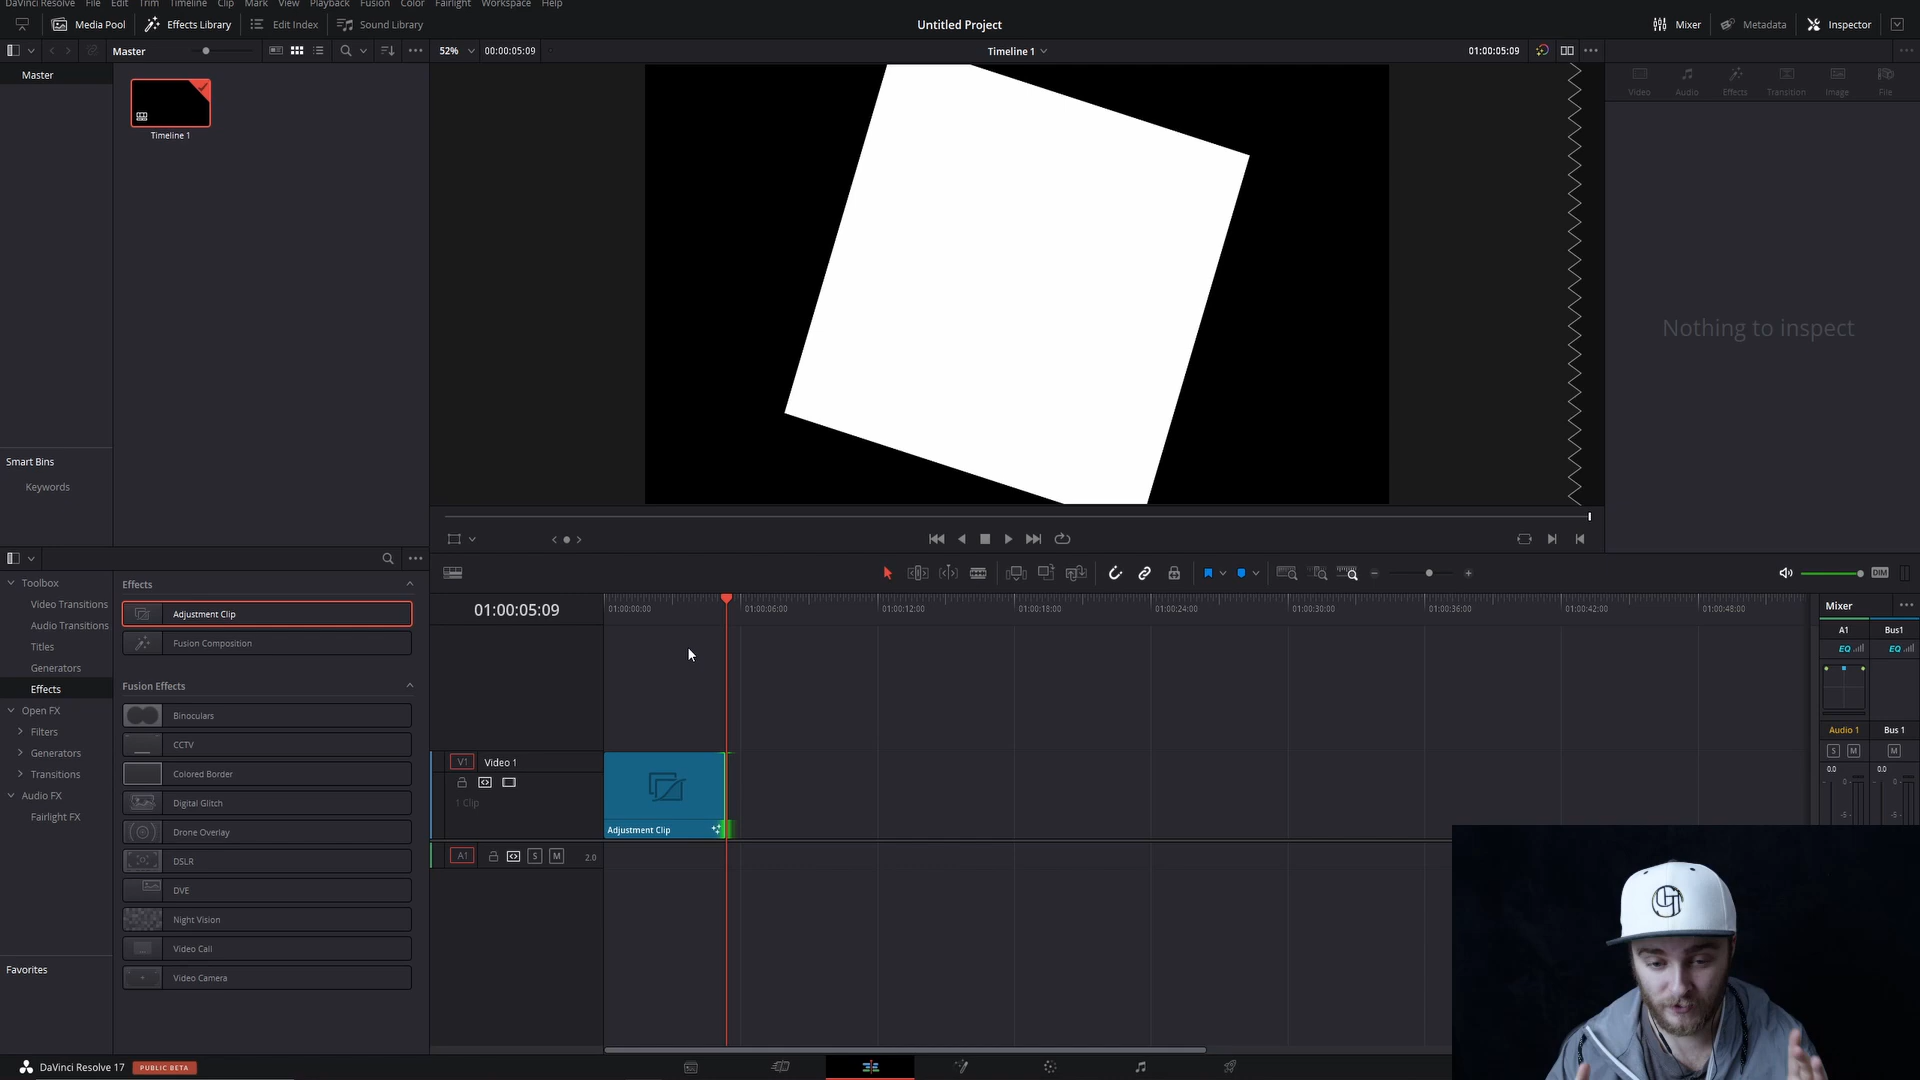 DaVinci Resolve File Edit Trim Timeline Clip Mark View Playback Fusion Color Fairlight Workspace Help
Media Pool Effects Library Edit Index Sound Library Untitled Project Mixer Metadata Inspector
Master 52% 00:00:05:09 Timeline 1 01:00:05:09
Master
Timeline 1
Video Audio Effects Transition Image File
Nothing to inspect
Smart Bins
Keywords
Toolbox
Video Transitions
Audio Transitions
Titles
Generators
Effects
Open FX
Filters
Generators
Transitions
Audio FX
Fairlight FX
Favorites
Effects
Adjustment Clip
Fusion Composition
Fusion Effects
Binoculars
CCTV
Colored Border
Digital Glitch
Drone Overlay
DSLR
DVE
Night Vision
Video Call
Video Camera
DIM
01:00:05:09 01:00:00:00 01:00:06:00 01:00:12:00 01:00:18:00 01:00:24:00 01:00:30:00 01:00:36:00 01:00:42:00 01:00:48:00
V1 Video 1
1 Clip
Adjustment Clip
A1 S M 2.0
Mixer
A1 Bus1
EQ EQ
Audio 1 Bus 1
S M M
0.0 0.0
-5 -5
DaVinci Resolve 17 PUBLIC BETA